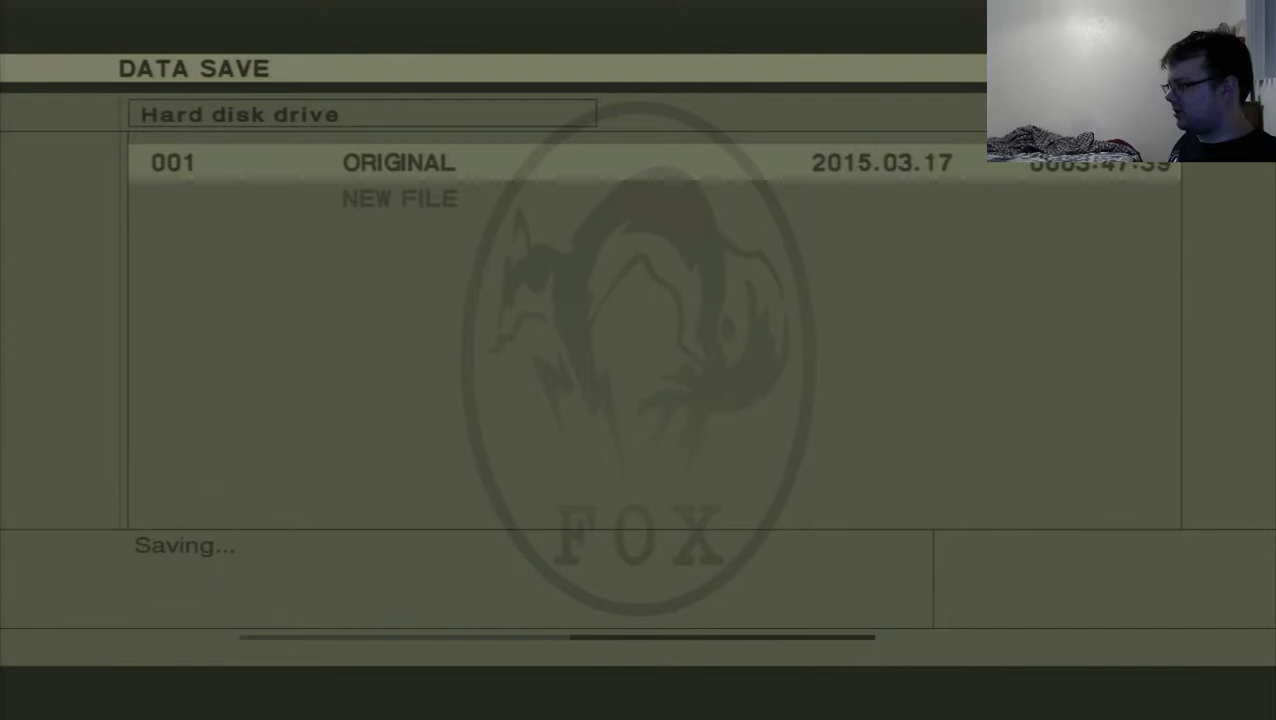 DATA SAVE
Hard disk drive
001 ORIGINAL 2015.03.17
NEW FILE
FOX
Saving...